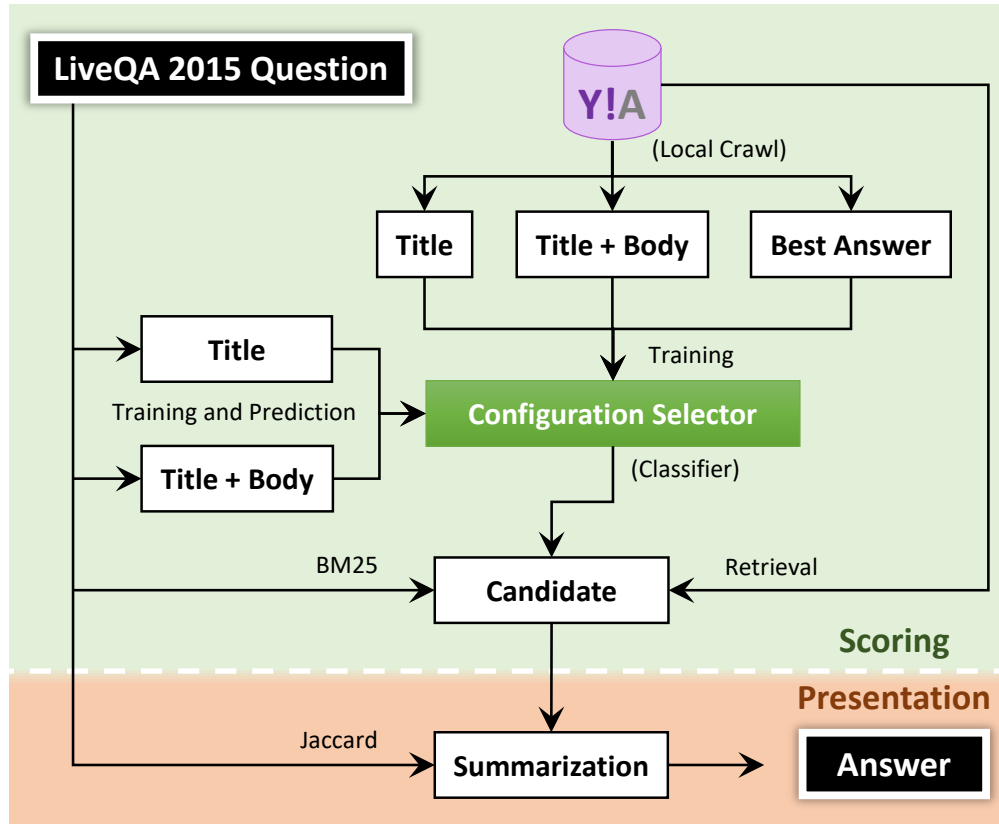 LiveQA 2015 Question
Y!A
(Local Crawl)
Title
Title + Body
Best Answer
Training
Title
Training and Prediction
Configuration Selector
Title + Body
(Classifier)
BM25
Candidate
Retrieval
Scoring
Presentation
Jaccard
Summarization
Answer